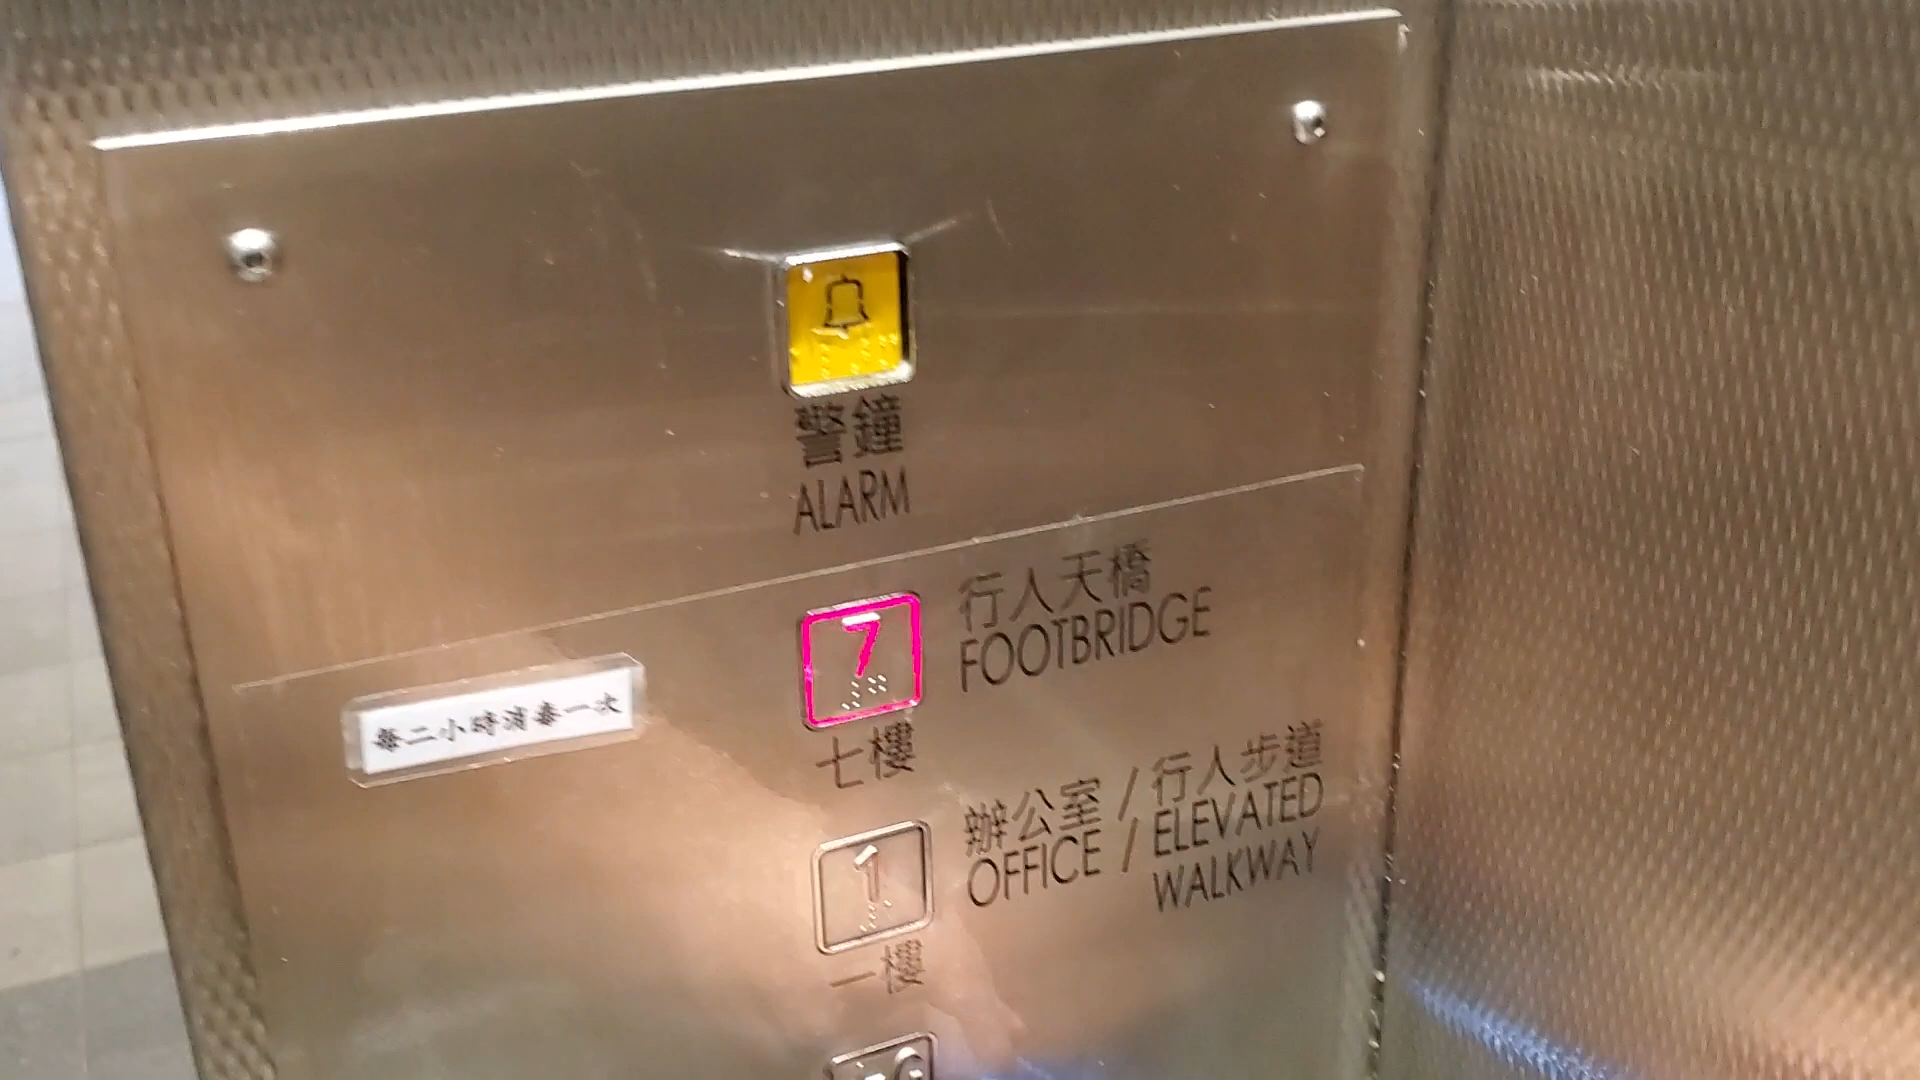 警鐘
ALARM
行人天橋
FOOTBRIDGE
7
七樓
每二小時消毒一次
辦公室 / 行人步道
OFFICE / ELEVATED
WALKWAY
1
一樓